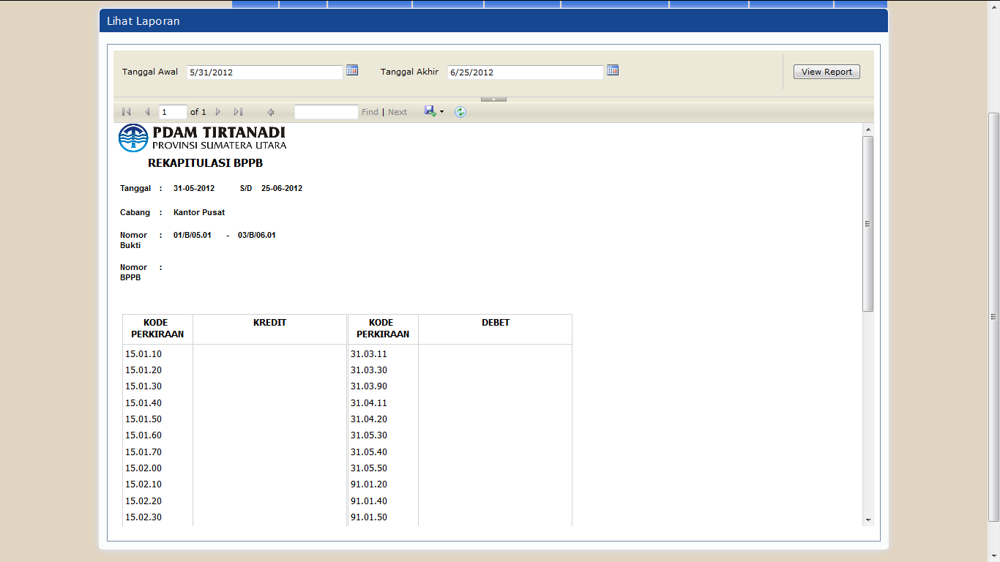 Lihat Laporan
Tanggal Awal 5/31/2012 Tanggal Akhir 6/25/2012 View Report
1 of 1 Find | Next
PDAM TIRTANADI
PROVINSI SUMATERA UTARA
REKAPITULASI BPPB
Tanggal : 31-05-2012 S/D 25-06-2012
Cabang : Kantor Pusat
Nomor : 01/B/05.01 - 03/B/06.01
Bukti
Nomor :
BPPB
KODE KREDIT KODE DEBET
PERKIRAAN PERKIRAAN
15.01.10 31.03.11
15.01.20 31.03.30
15.01.30 31.03.90
15.01.40 31.04.11
15.01.50 31.04.20
15.01.60 31.05.30
15.01.70 31.05.40
15.02.00 31.05.50
15.02.10 91.01.20
15.02.20 91.01.40
15.02.30 91.01.50